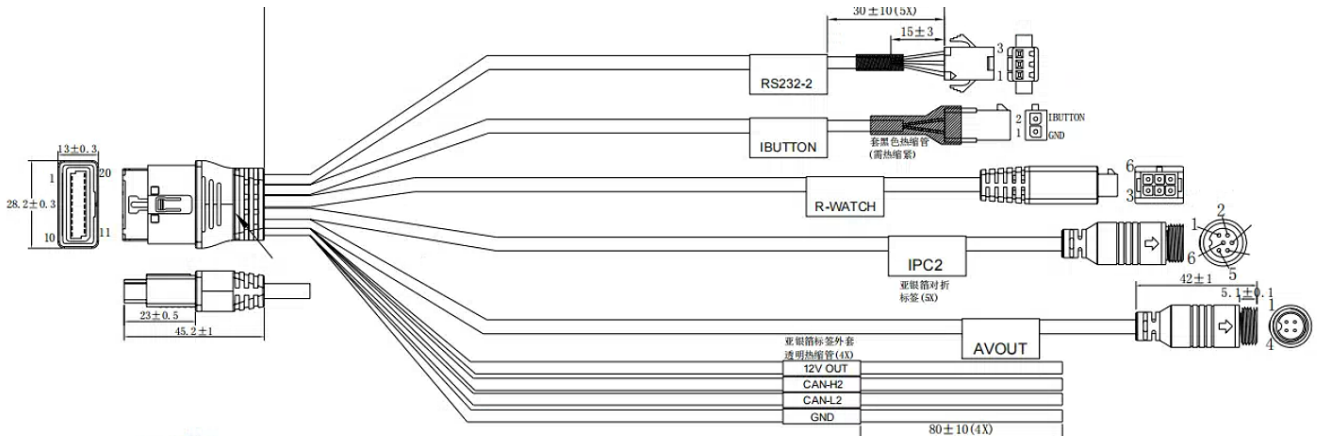 30±10(5X)
15±3
3
1
RS232-2
2
1
IBUTTON
GND
IBUTTON
套黑色热缩管
(需热缩紧)
13±0.3
1
20
28.2±0.3
10
11
6
3
R-WATCH
2
1
6
5
IPC2
亚银箔对折
标签(5X)
42±1
5.1±0.1
1
4
23±0.5
45.2±1
AVOUT
亚银箔标签外套
透明热缩管(4X)
12V OUT
CAN-H2
CAN-L2
GND
80±10(4X)